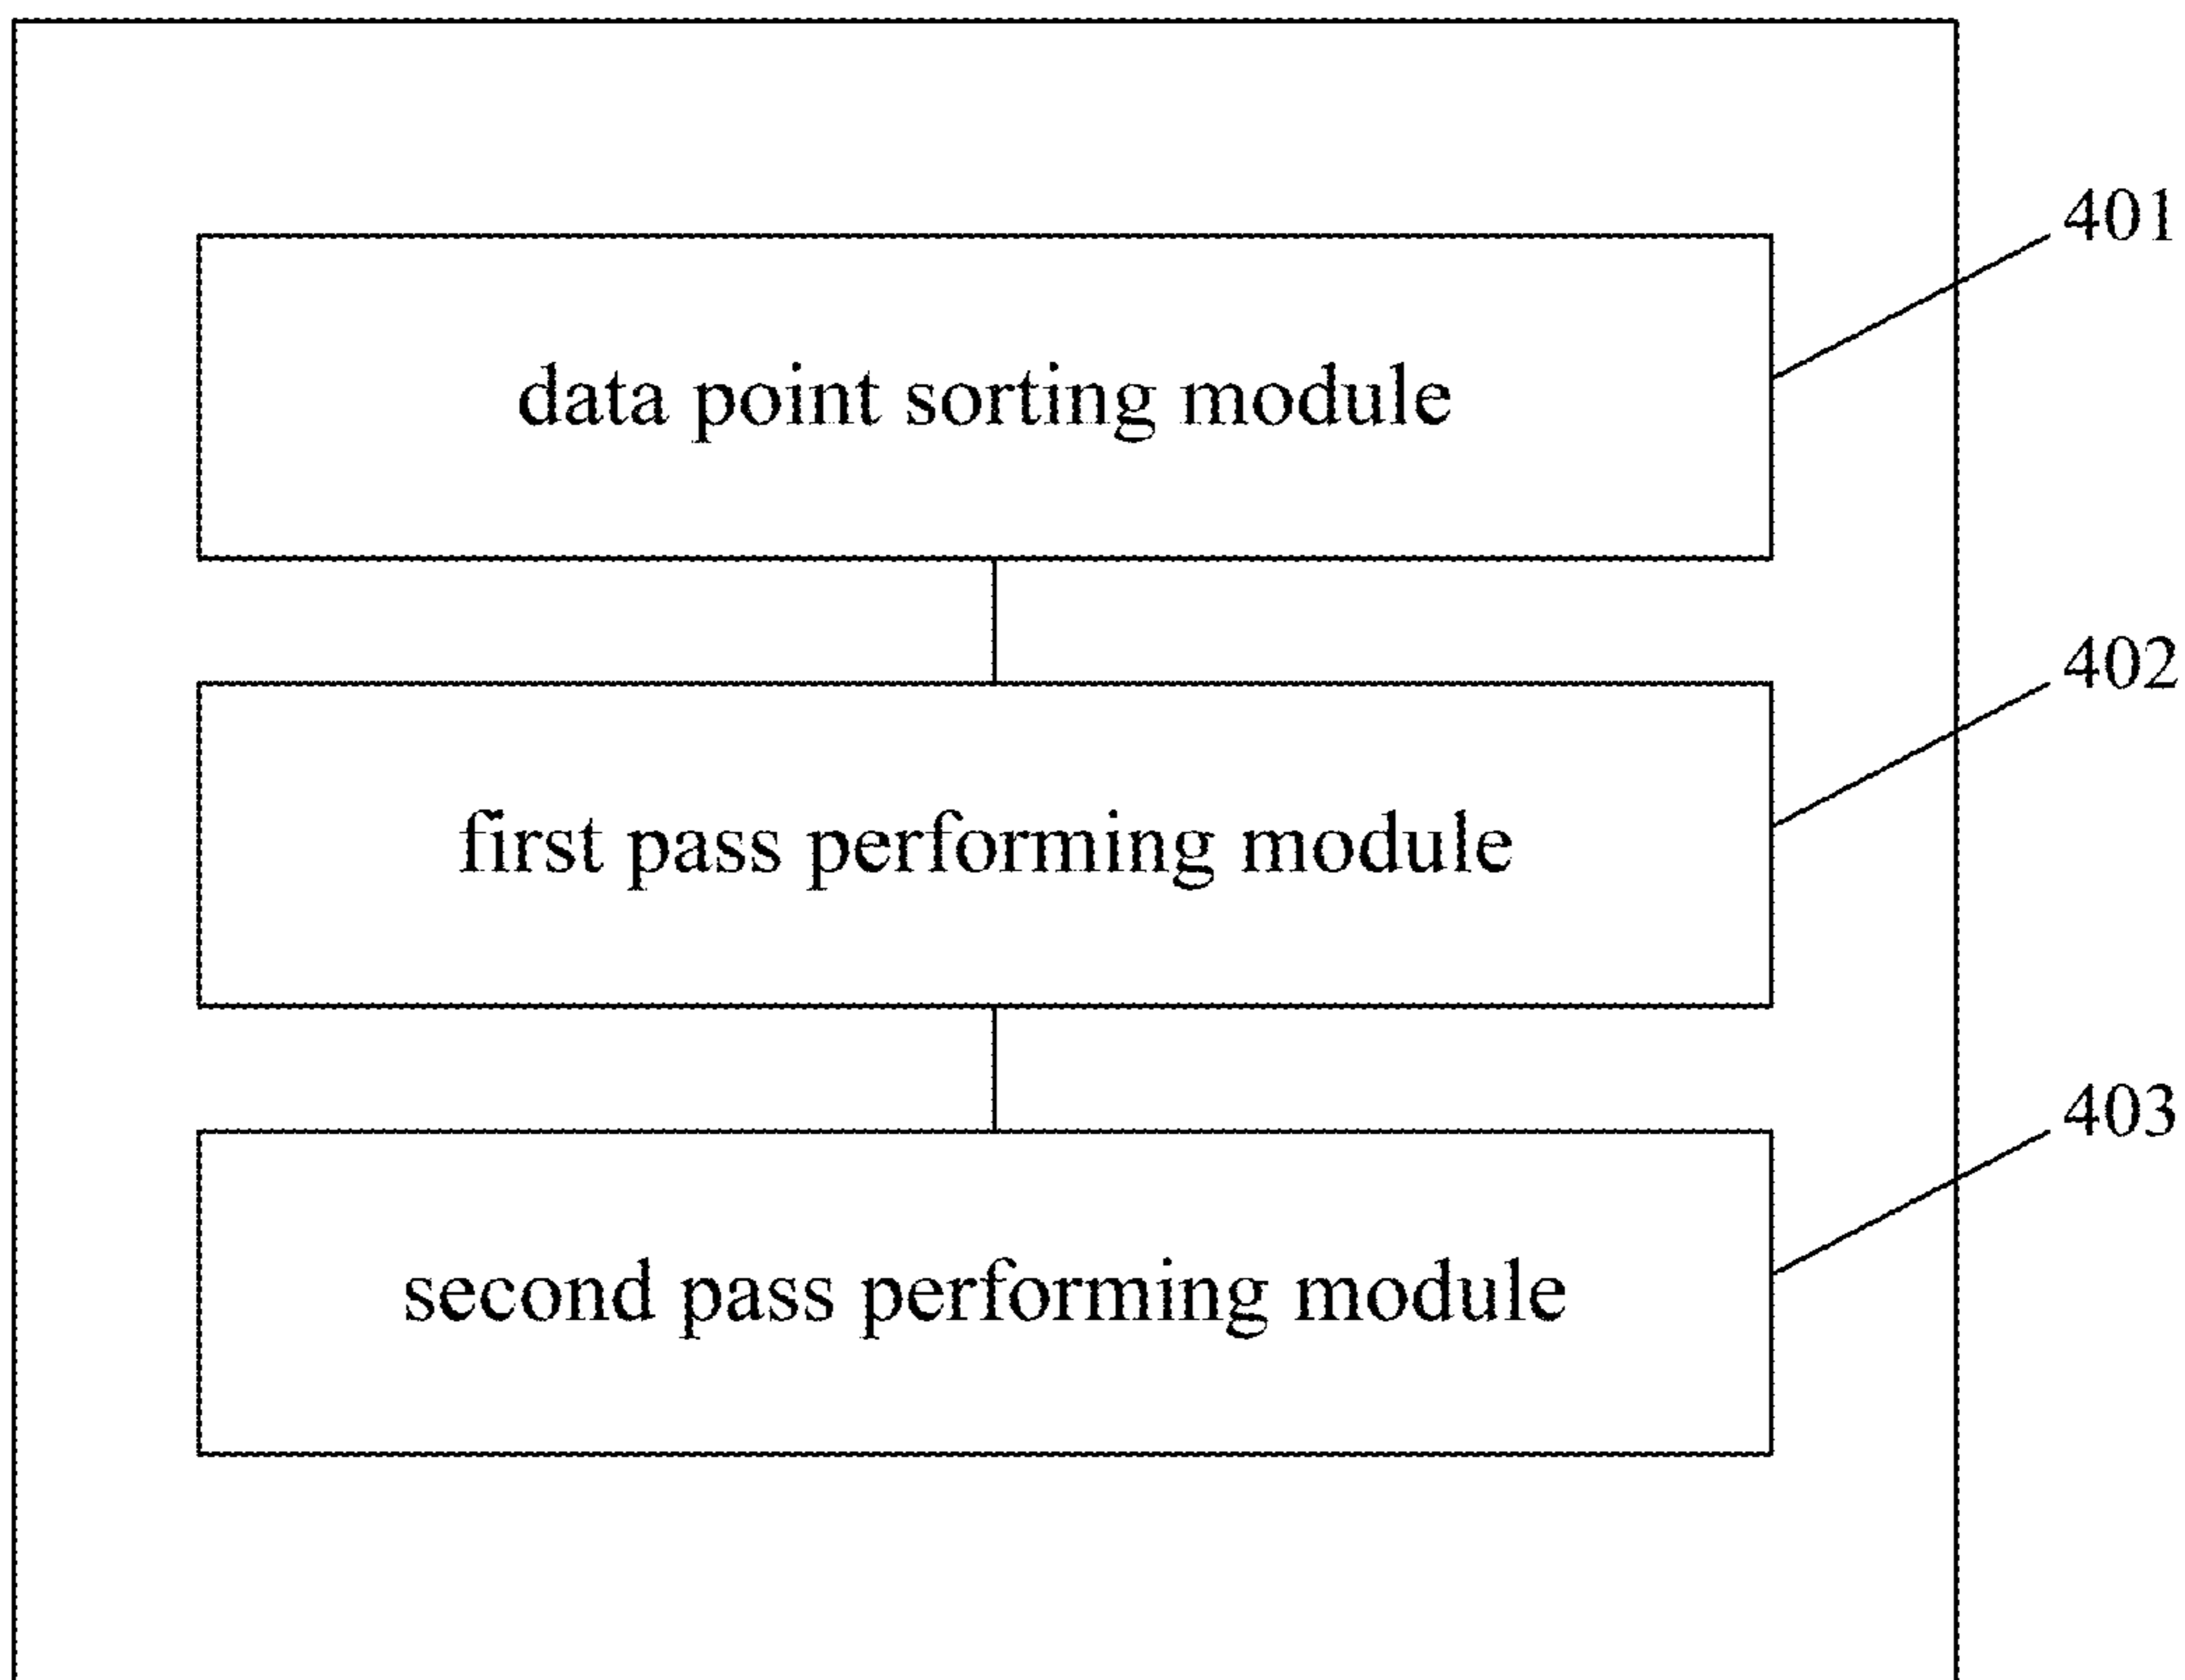 401
data point sorting module
402
first pass performing module
403
second pass performing module